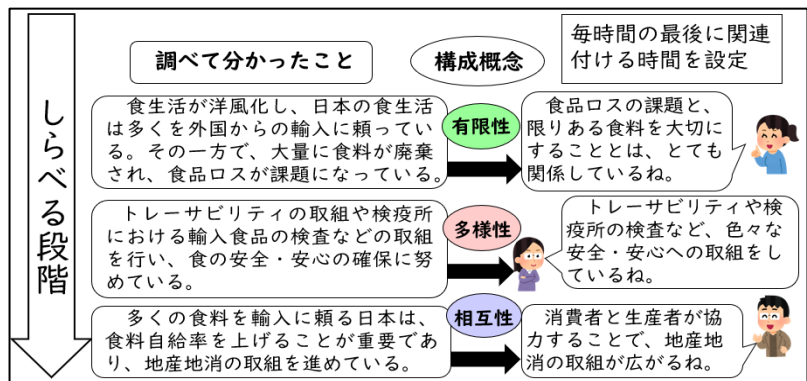 しらべる段階
調べて分かったこと
構成概念
毎時間の最後に関連
付ける時間を設定
食生活が洋風化し、日本の食生活
は多くを外国からの輸入に頼ってい
る。その一方で、大量に食料が廃棄
され、食品ロスが課題になっている。
有限性
食品ロスの課題と、
限りある食料を大切に
することとは、とても
関係しているね。
トレーサビリティの取組や検疫所
における輸入食品の検査などの取組
を行い、食の安全・安心の確保に努
めている。
多様性
トレーサビリティや検
疫所の検査など、色々な
安全・安心への取組をし
ているね。
多くの食料を輸入に頼る日本は、
食料自給率を上げることが重要であ
り、地産地消の取組を進めている。
相互性
消費者と生産者が協
力することで、地産地
消の取組が広がるね。